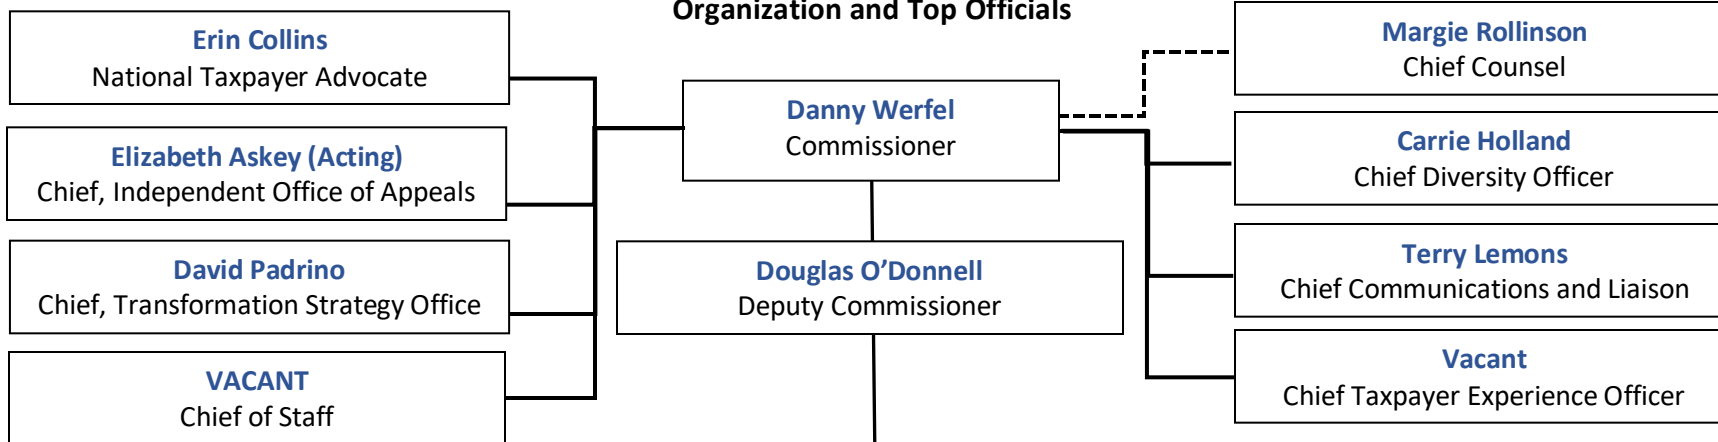 Organization and Top Officials
Erin Collins
National Taxpayer Advocate
Elizabeth Askey (Acting)
Chief, Independent Office of Appeals
David Padrino
Chief, Transformation Strategy Office
VACANT
Chief of Staff
Danny Werfel
Commissioner
Douglas O’Donnell
Deputy Commissioner
Margie Rollinson
Chief Counsel
Carrie Holland
Chief Diversity Officer
Terry Lemons
Chief Communications and Liaison
Vacant
Chief Taxpayer Experience Officer